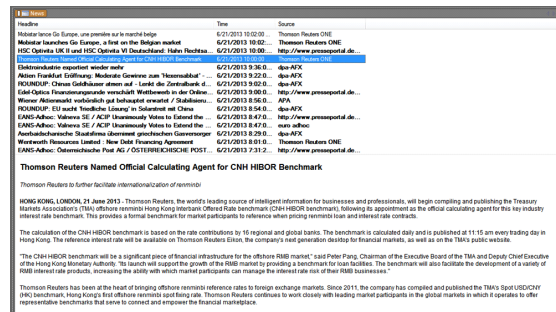 News
Headline Time Source
Mobistar lance Go Europe, une première sur le marché belge 6/21/2013 10:02:00 ... Thomson Reuters ONE
Mobistar launches Go Europe, a first on the Belgian market 6/21/2013 10:02:... Thomson Reuters ONE
HSC Optivita UK II und HSC Optivita VI Deutschland: Hahn Rechtsa... 6/21/2013 10:00:... http://www.presseportal.de...
Thomson Reuters Named Official Calculating Agent for CNH HIBOR Benchmark 6/21/2013 10:00:00 ... Thomson Reuters ONE
Elektroindustrie exportiert wieder mehr 6/21/2013 9:36:0... dpa-AFX
Aktien Frankfurt Eröffnung: Moderate Gewinne zum 'Hexensabbat' - ... 6/21/2013 9:22:0... dpa-AFX
ROUNDUP: Chinas Geldhäuser atmen auf - Lenkt die Zentralbank d... 6/21/2013 9:02:0... dpa-AFX
Edel-Optics Finanzierungsrunde verschärft Wettbewerb in der Online... 6/21/2013 9:00:0... http://www.presseportal.de...
Wiener Aktienmarkt vorbörslich gut behauptet erwartet / Stabilisieru... 6/21/2013 8:56:0... APA
ROUNDUP: EU sucht 'friedliche Lösung' in Solarstreit mit China 6/21/2013 8:54:0... dpa-AFX
EANS-Adhoc: Valneva SE / ACIP Unanimously Votes to Extend the ... 6/21/2013 8:47:0... http://www.presseportal.de...
EANS-Adhoc: Valneva SE / ACIP Unanimously Votes to Extend the ... 6/21/2013 8:47:0... euro adhoc
Aserbaidschanische Staatsfirma übernimmt griechischen Gasversorger 6/21/2013 8:29:0... dpa-AFX
Wentworth Resources Limited : New Debt Financing Agreement 6/21/2013 8:01:0... Thomson Reuters ONE
EANS-Adhoc: Österreichische Post AG / ÖSTERREICHISCHE POST... 6/21/2013 7:31:2... http://www.presseportal.de...
Thomson Reuters Named Official Calculating Agent for CNH HIBOR Benchmark
Thomson Reuters to further facilitate internationalization of renminbi
HONG KONG, LONDON, 21 June 2013 - Thomson Reuters, the world's leading source of intelligent information for businesses and professionals, will begin compiling and publishing the Treasury
Markets Association's (TMA) offshore renminbi Hong Kong Interbank Offered Rate benchmark (CNH HIBOR benchmark), following its appointment as the official calculating agent for this key industry
interest rate benchmark. This provides a formal benchmark for market participants to reference when pricing renminbi loan and interest rate contracts.
The calculation of the CNH HIBOR benchmark is based on the rate contributions by 16 regional and global banks. The benchmark is calculated daily and is published at 11:15 am every trading day in
Hong Kong. The reference interest rate will be available on Thomson Reuters Eikon, the company's next generation desktop for financial markets, as well as on the TMA's public website.
"The CNH HIBOR benchmark will be a significant piece of financial infrastructure for the offshore RMB market," said Peter Pang, Chairman of the Executive Board of the TMA and Deputy Chief Executive
of the Hong Kong Monetary Authority. "Its launch will support the growth of the RMB market by providing a benchmark for loan facilities. The benchmark will also facilitate the development of a variety of
RMB interest rate products, increasing the ability with which market participants can manage the interest rate risk of their RMB businesses."
Thomson Reuters has been at the heart of bringing offshore renminbi reference rates to foreign exchange markets. Since 2011, the company has compiled and published the TMA's Spot USD/CNY
(HK) benchmark, Hong Kong's first offshore renminbi spot fixing rate. Thomson Reuters continues to work closely with leading market participants in the global markets in which it operates to offer
representative benchmarks that serve to connect and empower the financial marketplace.